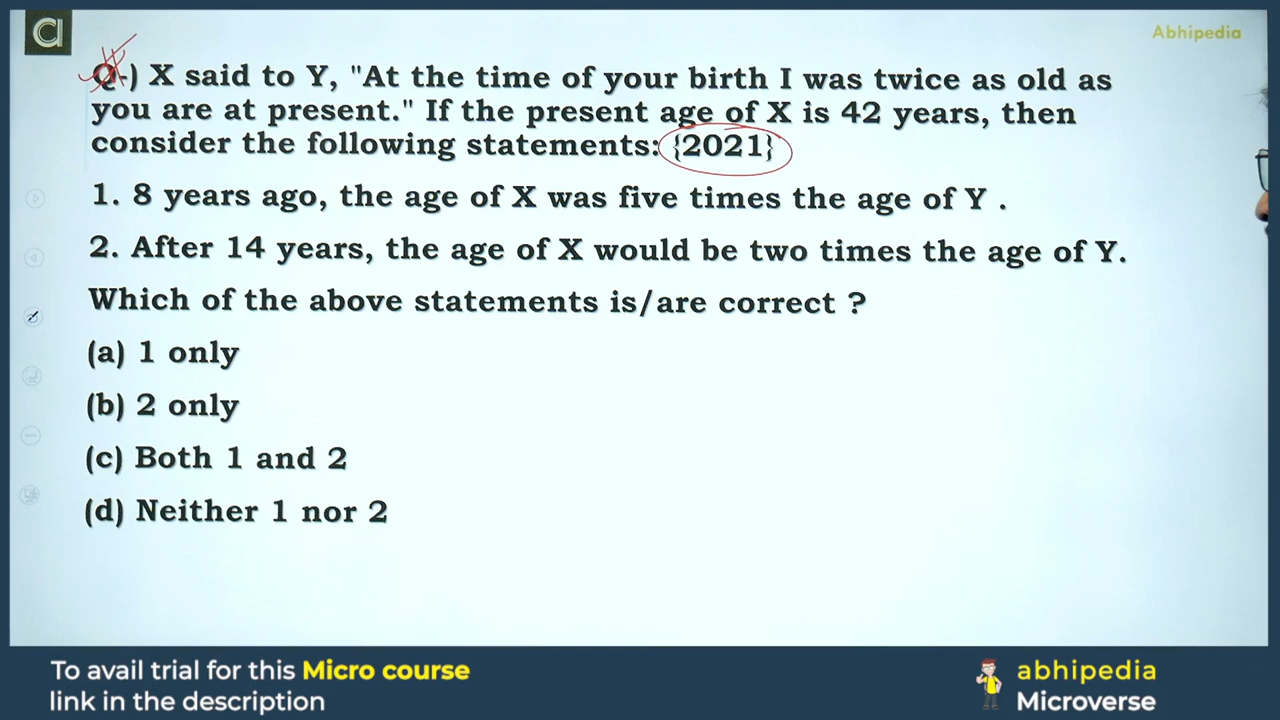 a
Abhipedia
Q-) X said to Y, "At the time of your birth I was twice as old as
you are at present." If the present age of X is 42 years, then
consider the following statements: {2021}
1. 8 years ago, the age of X was five times the age of Y .
2. After 14 years, the age of X would be two times the age of Y.
Which of the above statements is/are correct ?
(a) 1 only
(b) 2 only
(c) Both 1 and 2
(d) Neither 1 nor 2
To avail trial for this Micro course
link in the description
abhipedia
Microverse